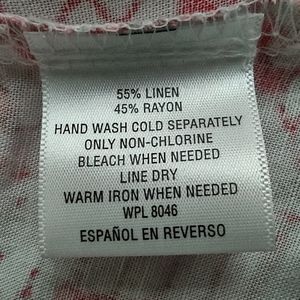 55% LINEN
45% RAYON
HAND WASH COLD SEPARATELY
ONLY NON-CHLORINE
BLEACH WHEN NEEDED
LINE DRY
WARM IRON WHEN NEEDED
WPL 8046
ESPAÑOL EN REVERSO